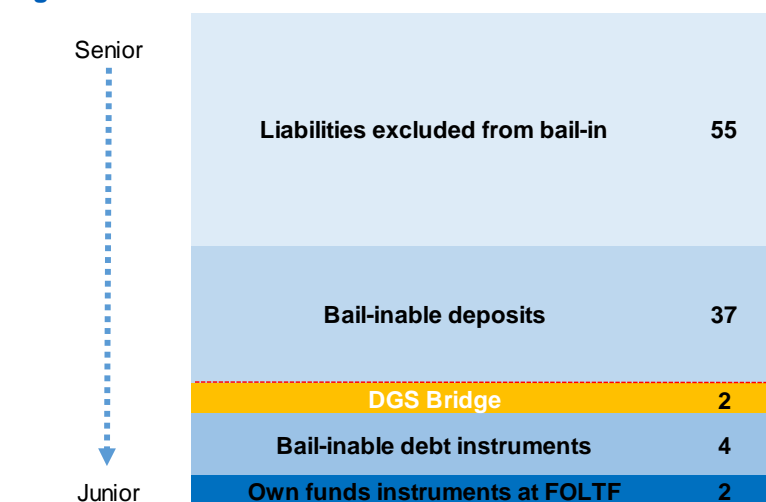 Senior
Liabilities excluded from bail-in 55
Bail-inable deposits 37
DGS Bridge 2
Bail-inable debt instruments 4
Junior Own funds instruments at FOLTF 2